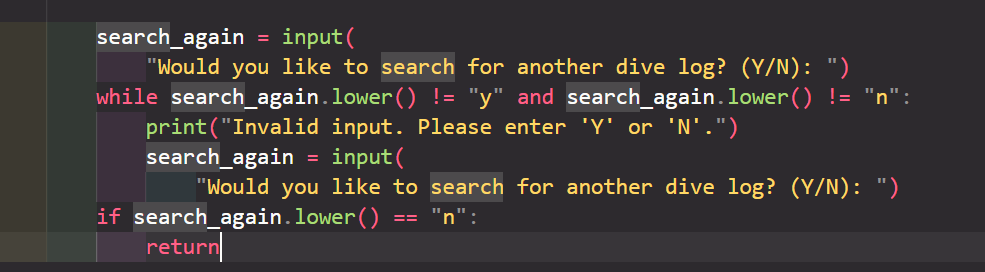 search_again = input(
"Would you like to search for another dive log? (Y/N): ")
while search_again.lower() != "y" and search_again.lower() != "n":
print("Invalid input. Please enter 'Y' or 'N'.")
search_again = input(
"Would you like to search for another dive log? (Y/N): ")
if search_again.lower() == "n":
return